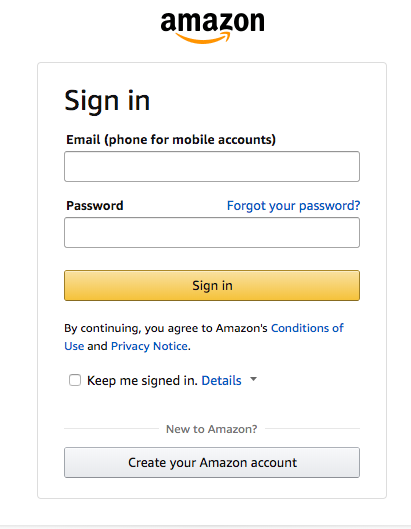 amazon
Sign in
Email (phone for mobile accounts)
Password Forgot your password?
Sign in
By continuing, you agree to Amazon's Conditions of
Use and Privacy Notice.
Keep me signed in. Details
New to Amazon?
Create your Amazon account